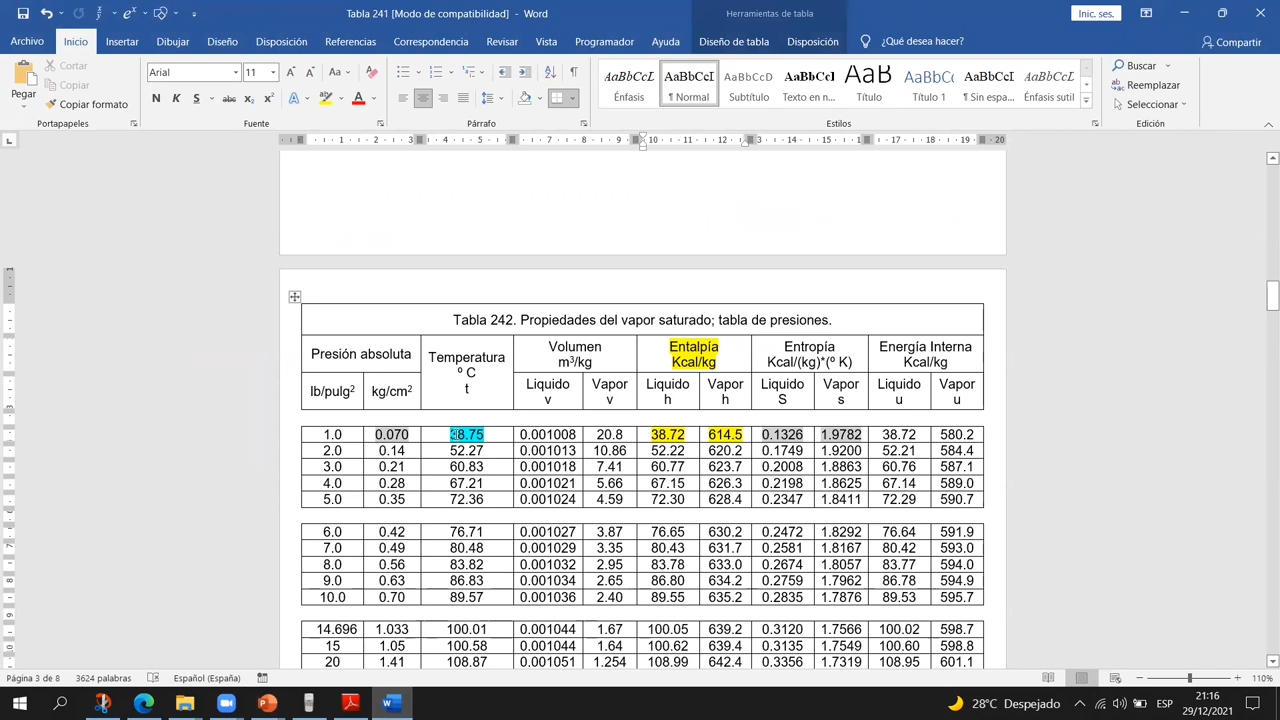 Tabla 241 [Modo de compatibilidad] - Word
Herramientas de tabla
Inic. ses.
Archivo Inicio Insertar Dibujar Diseño Disposición Referencias Correspondencia Revisar Vista Programador Ayuda Diseño de tabla Disposición ¿Qué desea hacer? Compartir
Pegar
Cortar
Copiar
Copiar formato
Portapapeles
Arial 11
Fuente
Párrafo
AaBbCcL Énfasis
AaBbCcI ¶ Normal
AaBbCcD Subtítulo
AaBbCcI Texto en n...
AaB Título
AaBbC Título 1
AaBbCcI ¶ Sin espa...
AaBbCcL Énfasis sutil
Estilos
Buscar
Reemplazar
Seleccionar
Edición
1 2 3 4 5 7 8 9 10 11 12 3 14 15 16 17 18 19 20
Tabla 242. Propiedades del vapor saturado; tabla de presiones.
Presión absoluta Temperatura º C t Volumen m³/kg Entalpía Kcal/kg Entropía Kcal/(kg)*(º K) Energía Interna Kcal/kg
lb/pulg² kg/cm² Liquido v Vapor v Liquido h Vapor h Liquido S Vapor s Liquido u Vapor u
1.0 0.070 38.75 0.001008 20.8 38.72 614.5 0.1326 1.9782 38.72 580.2
2.0 0.14 52.27 0.001013 10.86 52.22 620.2 0.1749 1.9200 52.21 584.4
3.0 0.21 60.83 0.001018 7.41 60.77 623.7 0.2008 1.8863 60.76 587.1
4.0 0.28 67.21 0.001021 5.66 67.15 626.3 0.2198 1.8625 67.14 589.0
5.0 0.35 72.36 0.001024 4.59 72.30 628.4 0.2347 1.8411 72.29 590.7
6.0 0.42 76.71 0.001027 3.87 76.65 630.2 0.2472 1.8292 76.64 591.9
7.0 0.49 80.48 0.001029 3.35 80.43 631.7 0.2581 1.8167 80.42 593.0
8.0 0.56 83.82 0.001032 2.95 83.78 633.0 0.2674 1.8057 83.77 594.0
9.0 0.63 86.83 0.001034 2.65 86.80 634.2 0.2759 1.7962 86.78 594.9
10.0 0.70 89.57 0.001036 2.40 89.55 635.2 0.2835 1.7876 89.53 595.7
14.696 1.033 100.01 0.001044 1.67 100.05 639.2 0.3120 1.7566 100.02 598.7
15 1.05 100.58 0.001044 1.64 100.62 639.4 0.3135 1.7549 100.60 598.8
20 1.41 108.87 0.001051 1.254 108.99 642.4 0.3356 1.7319 108.95 601.1
Página 3 de 8 3624 palabras Español (España) 110%
28°C Despejado ESP 21:16
29/12/2021